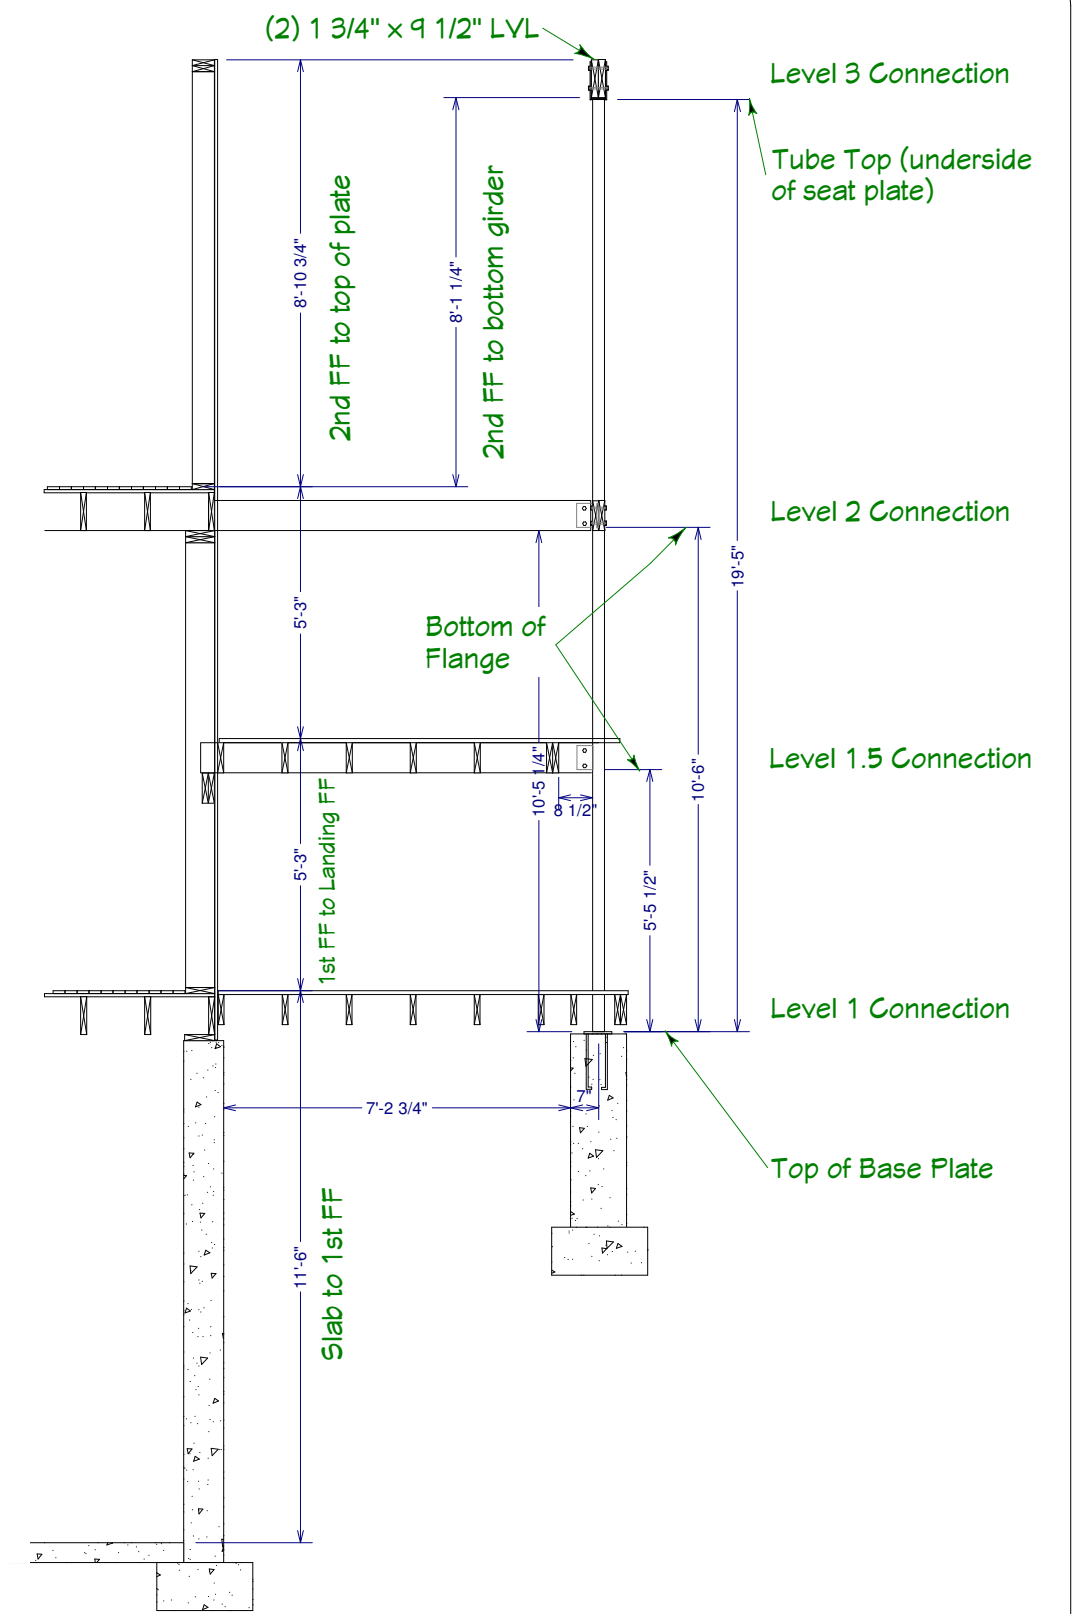 (2) 1 3/4" x 9 1/2" LVL
Level 3 Connection
Tube Top (underside
of seat plate)
8'-10 3/4"
2nd FF to top of plate
8'-1 1/4"
2nd FF to bottom girder
Level 2 Connection
19'-5"
5'-3"
Bottom of
Flange
Level 1.5 Connection
10'-5 1/4"
10'-6"
8 1/2"
5'-3"
1st FF to Landing FF
5'-5 1/2"
Level 1 Connection
7'-2 3/4"
7"
Top of Base Plate
11'-6"
Slab to 1st FF